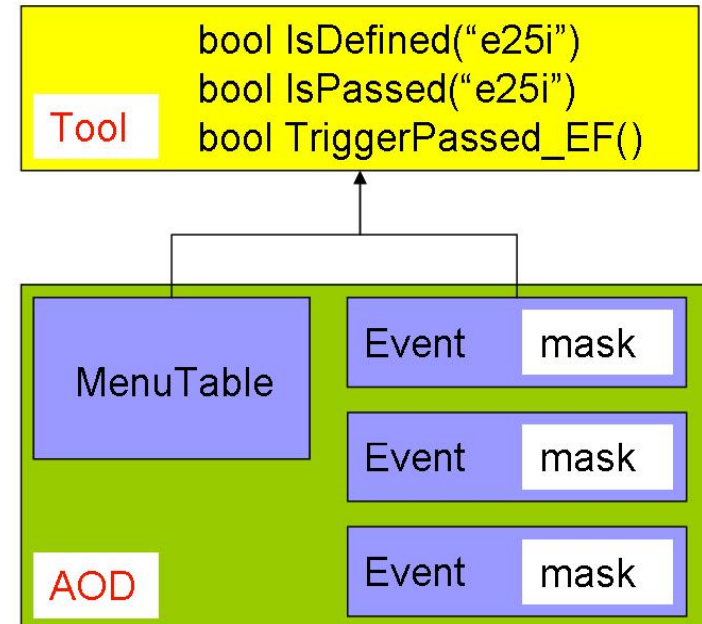 bool IsDefined(“e25i”)
bool IsPassed(“e25i”)
Tool
bool TriggerPassed_EF()
MenuTable
Event mask
Event mask
Event mask
AOD